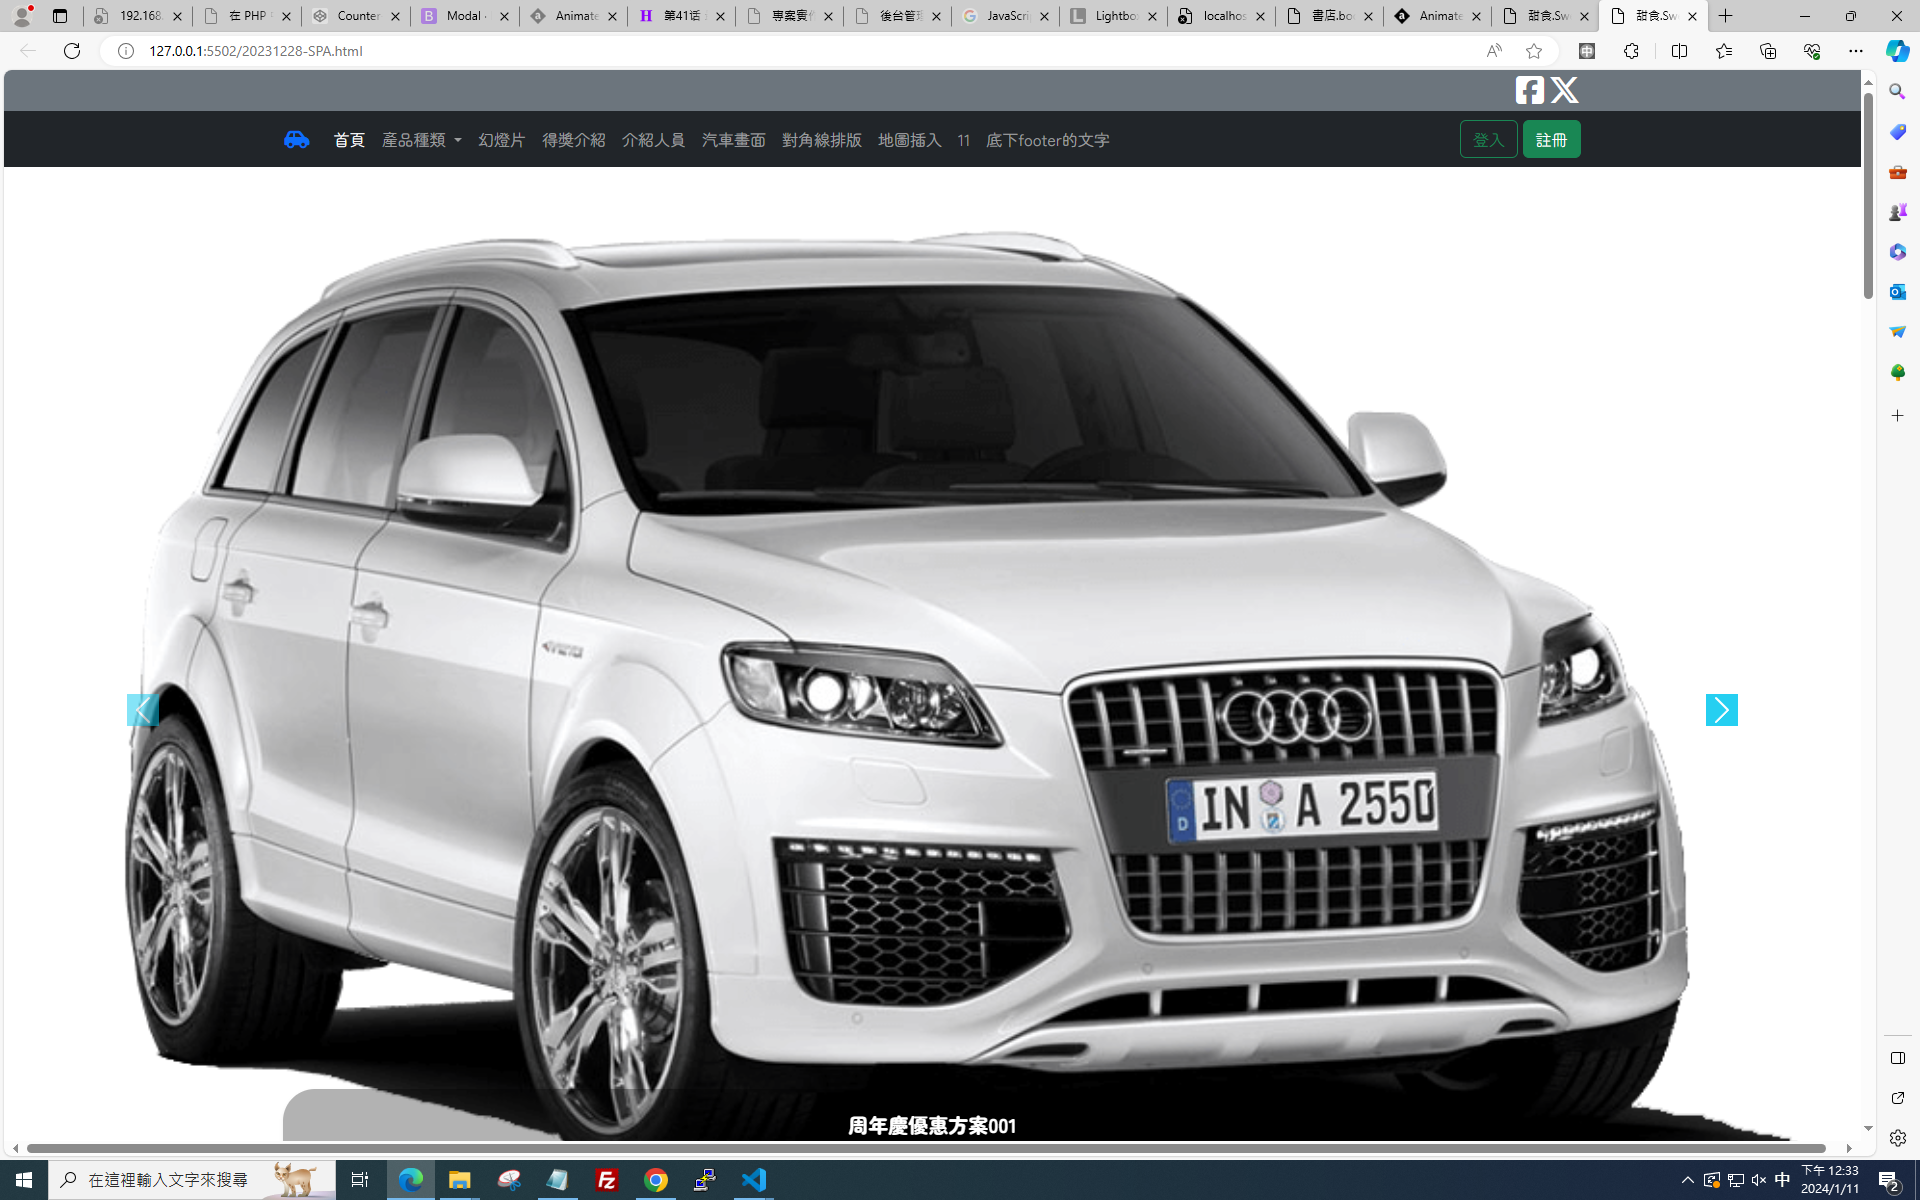 192.168.
在 PHP
Counter
Modal
Animate
第41话
専案實作
後台管理
JavaScri
Lightbo
localhos
書店.bo
Animate
甜食.Sw
甜食.Sw
127.0.0.1:5502/20231228-SPA.html
首頁 產品種類 幻燈片 得獎介紹 介紹人員 汽車畫面 對角線排版 地圖插入 11 底下footer的文字 登入 註冊
IN A 2550
D
周年慶優惠方案001
在這裡輸入文字來搜尋
中
下午 12:33
2024/1/11
2